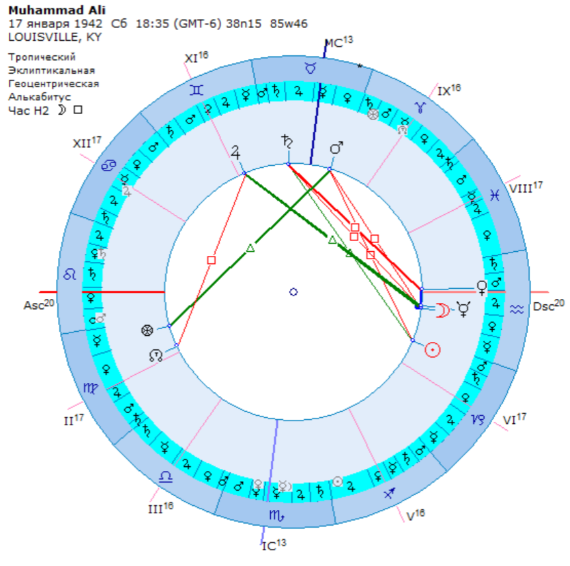 Muhammad Ali
17 января 1942 Сб 18:35 (GMT-6) 38n15 85w46
LOUISVILLE, KY
Тропический
Эклиптикальная
Геоцентрическая
Алькабитус
Час H2 ☽ □
MC13
XI16
IX16
XII17
VIII17
Asc20
Dsc20
II17
VI17
III16
V16
IC13